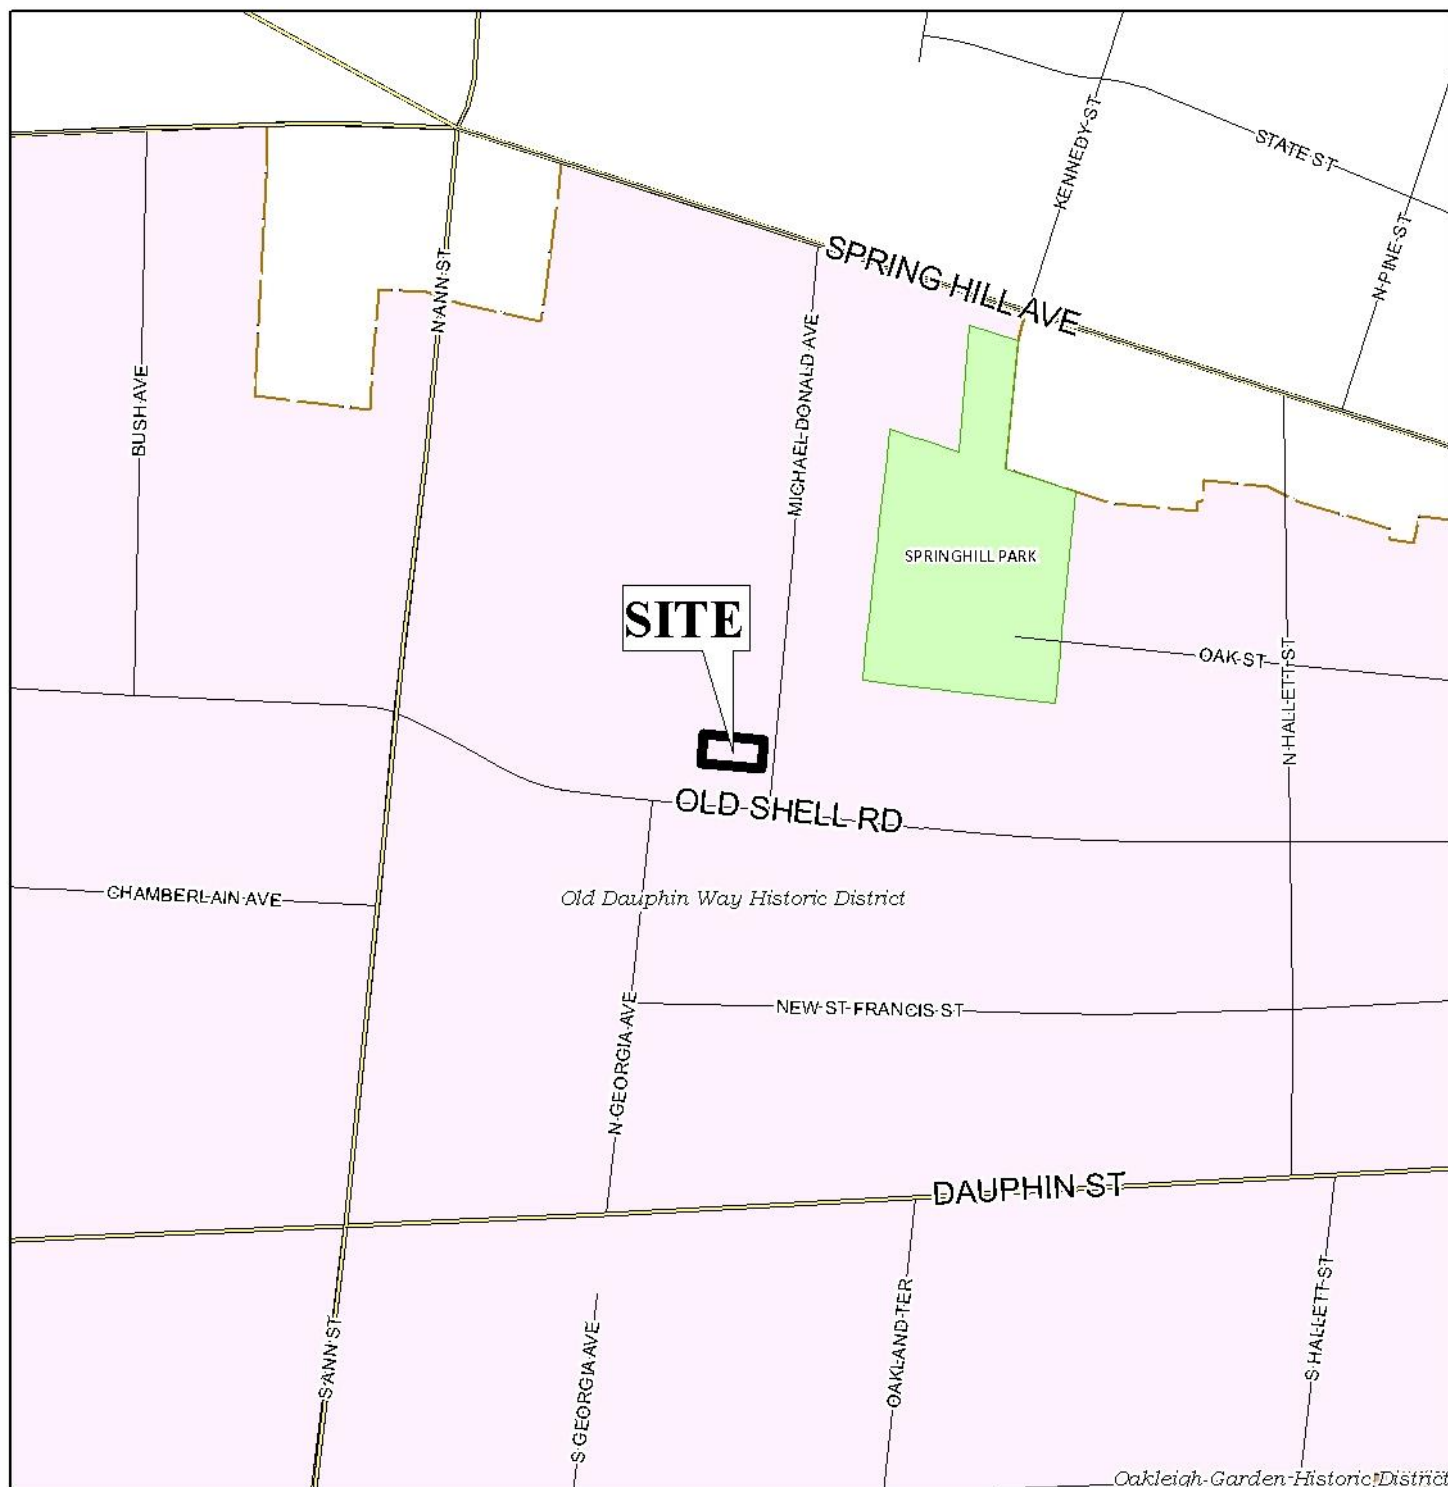 KENNEDY ST
STATE ST
N PINE ST
SPRING HILL AVE
N ANN ST
MICHAEL DONALD AVE
BUSH AVE
SPRINGHILL PARK
SITE
OAK ST
N HALLETT ST
OLD SHELL RD
CHAMBERLAIN AVE
Old Dauphin Way Historic District
NEW ST FRANCIS ST
N GEORGIA AVE
DAUPHIN ST
S ANN ST
S GEORGIA AVE
OAKLAND TER
S HALLETT ST
Oakleigh Garden Historic District